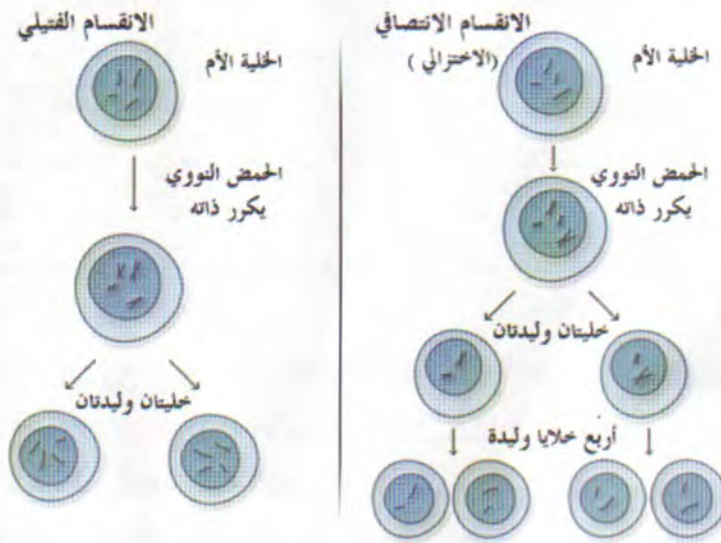 الانقسام الانتصافي
(الاختزالي)
الخلية الأم
الحمض النووي
يكرر ذاته
خليتان وليدتان
أربع خلايا وليدة
الانقسام الفتيلي
الخلية الأم
الحمض النووي
يكرر ذاته
خليتان وليدتان